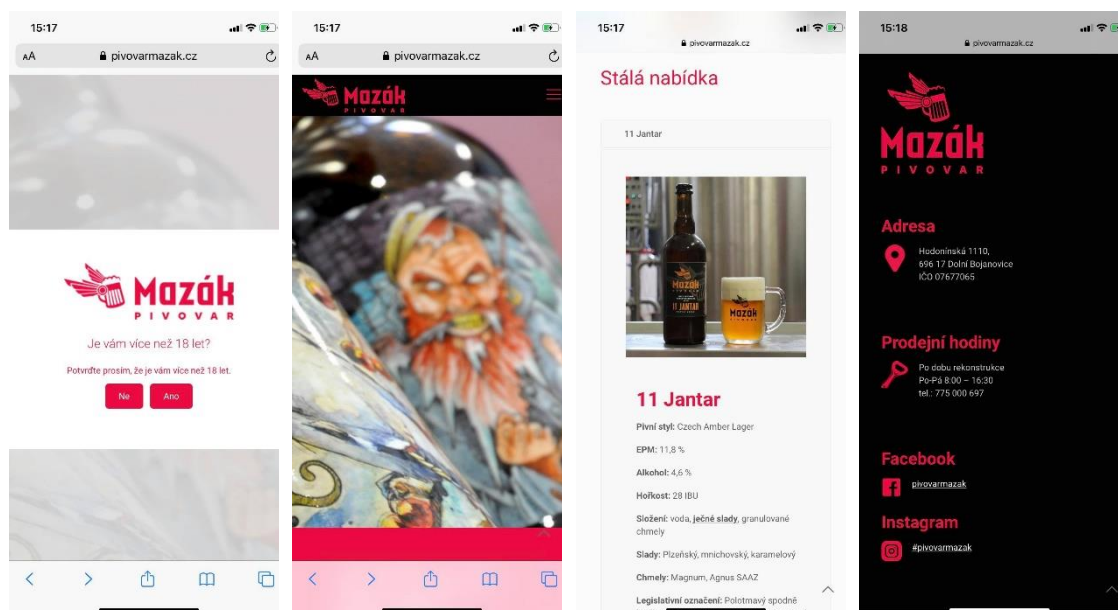 15:17
AA pivovarmazak.cz
Mazák
PIVOVAR
Je vám více než 18 let?
Potvrďte prosím, že je vám více než 18 let.
Ne Ano
15:17
AA pivovarmazak.cz
Mazák
PIVOVAR
15:17
pivovarmazak.cz
Stálá nabídka
11 Jantar
Mazák
11 JANTAR
Mazák
11 Jantar
Pivní styl: Czech Amber Lager
EPM: 11,8 %
Alkohol: 4,6 %
Hořkost: 28 IBU
Složení: voda, ječné slady, granulované
chmely
Slady: Plzeňský, mnichovský, karamelový
Chmely: Magnum, Agnus SAAZ
Legislativní označení: Polotmavý spodně
15:18
pivovarmazak.cz
Mazák
PIVOVAR
Adresa
Hodonínská 1110,
696 17 Dolní Bojanovice
IČO 07677065
Prodejní hodiny
Po dobu rekonstrukce
Po-Pá 8:00 – 16:30
tel.: 775 000 697
Facebook
pivovarmazak
Instagram
#pivovarmazak